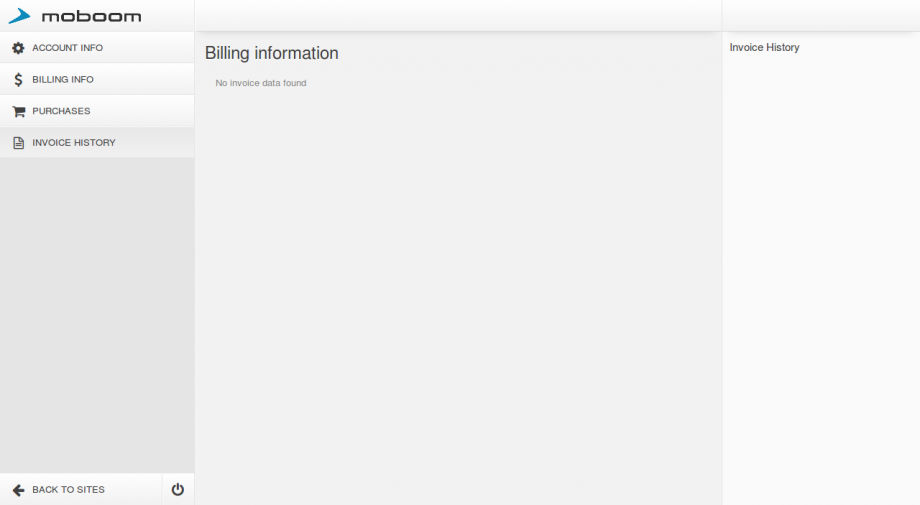 moboom
ACCOUNT INFO
BILLING INFO
PURCHASES
INVOICE HISTORY
BACK TO SITES
Billing information
No invoice data found
Invoice History